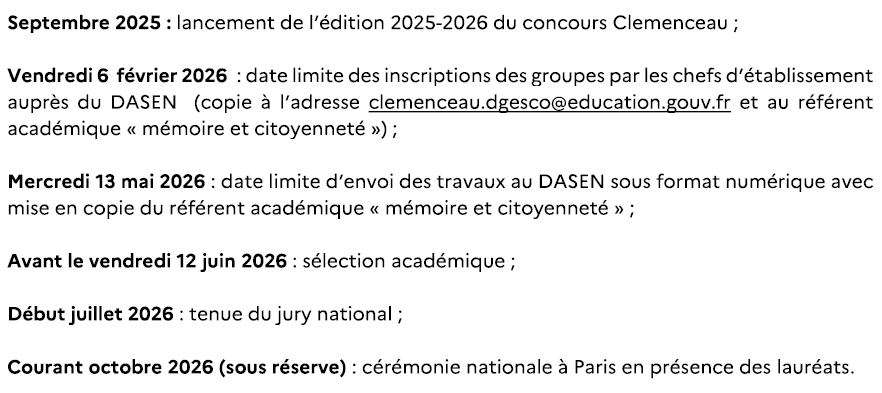 Septembre 2025 : lancement de l'édition 2025-2026 du concours Clemenceau ;
Vendredi 6 février 2026 : date limite des inscriptions des groupes par les chefs d'établissement
auprès du DASEN (copie à l'adresse clemenceau.dgesco@education.gouv.fr et au référent
académique « mémoire et citoyenneté ») ;
Mercredi 13 mai 2026 : date limite d'envoi des travaux au DASEN sous format numérique avec
mise en copie du référent académique « mémoire et citoyenneté » ;
Avant le vendredi 12 juin 2026 : sélection académique ;
Début juillet 2026 : tenue du jury national ;
Courant octobre 2026 (sous réserve) : cérémonie nationale à Paris en présence des lauréats.